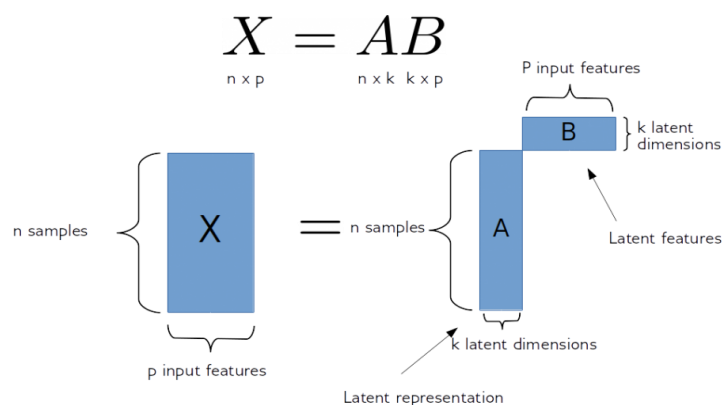 X = AB
n x p
n x k k x p
P input features
B
k latent
dimensions
n samples
X
=
n samples
A
Latent features
k latent dimensions
p input features
Latent representation